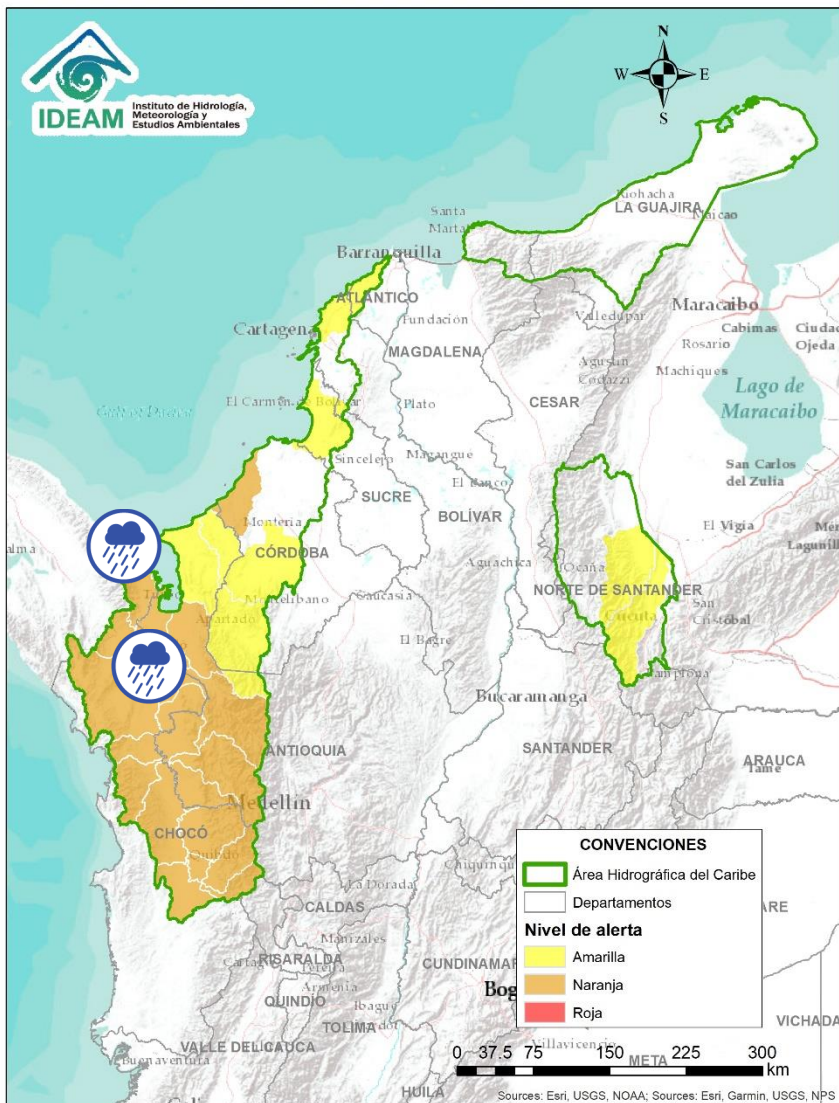 IDEAM
Instituto de Hidrología,
Meteorología y
Estudios Ambientales
N
W
E
S
Riohacha
LA GUAJIRA
Maicao
Santa
Marta
Barranquilla
ATLÁNTICO
Maracaibo
Cartagena
Fundación
Valledupar
Cabimas
Ciudad
Ojeda
MAGDALENA
Rosario
Agustín
Codazzi
Machiques
Lago de
Maracaibo
El Carmen de Bolívar
Plato
CESAR
Sincelejo
Magangue
San Carlos
del Zulia
SUCRE
El Banco
BOLÍVAR
Montería
El Vigía
CÓRDOBA
Aguachica
Ocaña
NORTE DE SANTANDER
Montelíbano
Caucasia
San
Cristóbal
Apartadó
Cúcuta
El Bagre
Pamplona
Bucaramanga
ANTIOQUIA
SANTANDER
ARAUCA
Tame
Medellín
CHOCÓ
Quibdó
La Dorada
CALDAS
Manizales
RISARALDA
Pereira
Armenia
QUINDÍO
Ibague
TOLIMA
VALLE DEL CAUCA
Buenaventura
HUILA
Villavicencio
META
VICHADA
CONVENCIONES
Área Hidrográfica del Caribe
Departamentos
Nivel de alerta
Amarilla
Naranja
Roja
0 37.5 75 150 225 300
km
Sources: Esri, USGS, NOAA; Sources: Esri, Garmin, USGS, NPS